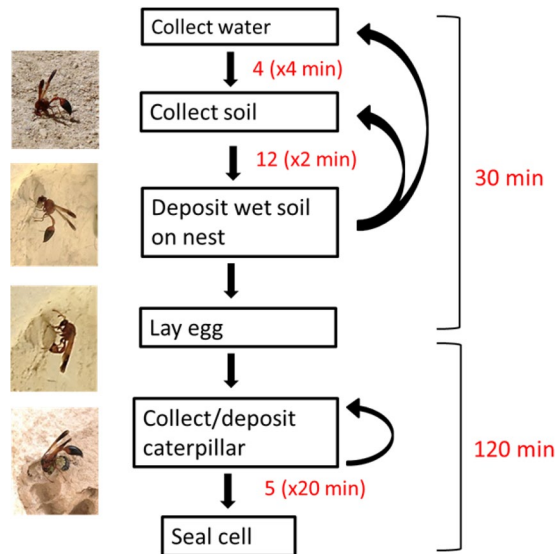 Collect water
4 (x4 min)
Collect soil
12 (x2 min)
Deposit wet soil
on nest
30 min
Lay egg
Collect/deposit
caterpillar
120 min
5 (x20 min)
Seal cell